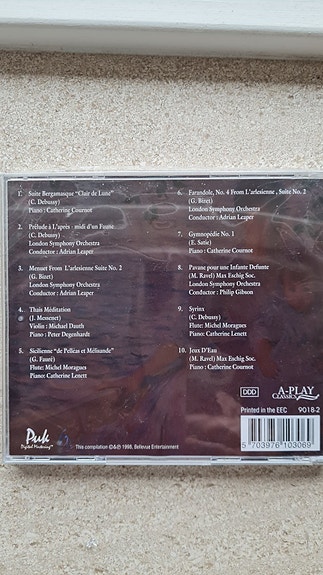 1. Suite Bergamasque "Clair de Lune"
(C. Debussy)
Piano : Catherine Cournot
2. Prélude à L'après - midi d'un Faune
(C. Debussy)
London Symphony Orchestra
Conductor : Adrian Leaper
3. Menuet From L'arlesienne Suite No. 2
(G. Bizet)
London Symphony Orchestra
Conductor : Adrian Leaper
4. Thais Méditation
(J. Messenet)
Violin : Michael Dauth
Piano : Peter Degenhardt
5. Sicilienne "de Pelleas et Mélisande"
(G. Fauré)
Flute: Michel Moragues
Piano: Catherine Lenett
6. Farandole, No. 4 From L'arlesienne , Suite No. 2
(G. Bizet)
London Symphony Orchestra
Conductor : Adrian Leaper
7. Gymnopédie No. 1
(E. Satie)
Piano : Catherine Cournot
8. Pavane pour une Infante Defunte
(M. Ravel) Max Eschig Soc.
London Symphony Orchestra
Conductor : Philip Gibson
9. Syrinx
(C. Debussy)
Flute: Michel Moragues
Piano: Catherine Lenett
10. Jeux D'Eau
(M. Ravel) Max Eschig Soc.
Piano : Catherine Cournot
Puk
Digital Mastering™
This compilation ©&℗ 1998, Bellevue Entertainment
DDD
A-PLAY
CLASSICS
Printed in the EEC 9018-2
5 703976 103069